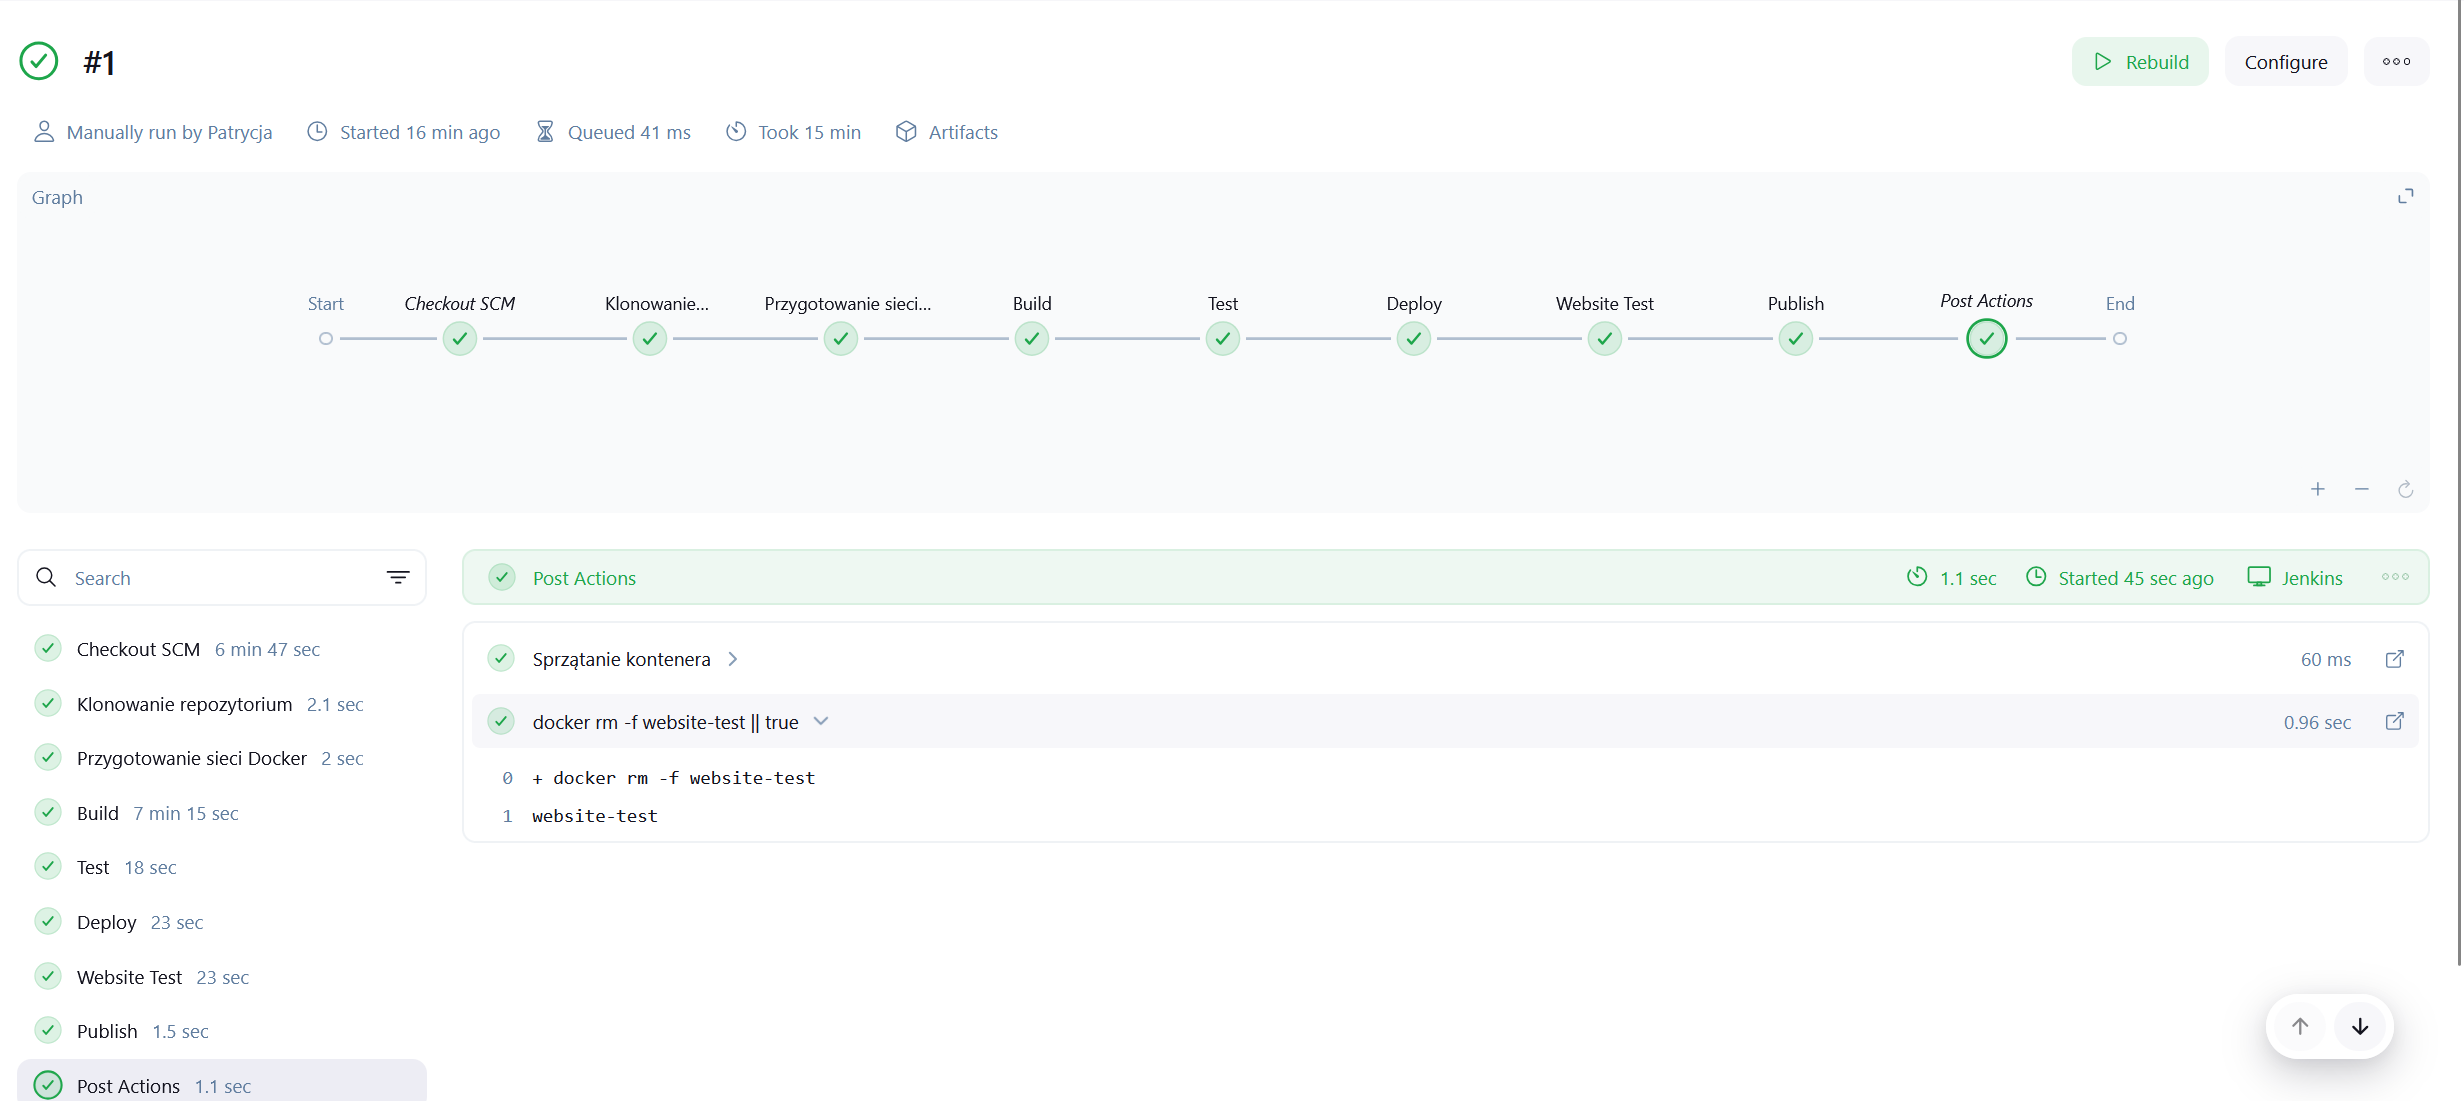 #1
Rebuild
Configure
Manually run by Patrycja
Started 16 min ago
Queued 41 ms
Took 15 min
Artifacts
Graph
Start
Checkout SCM
Klonowanie...
Przygotowanie sieci...
Build
Test
Deploy
Website Test
Publish
Post Actions
End
Search
Checkout SCM 6 min 47 sec
Klonowanie repozytorium 2.1 sec
Przygotowanie sieci Docker 2 sec
Build 7 min 15 sec
Test 18 sec
Deploy 23 sec
Website Test 23 sec
Publish 1.5 sec
Post Actions 1.1 sec
Post Actions
1.1 sec
Started 45 sec ago
Jenkins
Sprzątanie kontenera
60 ms
docker rm -f website-test || true
0.96 sec
0 + docker rm -f website-test
1 website-test